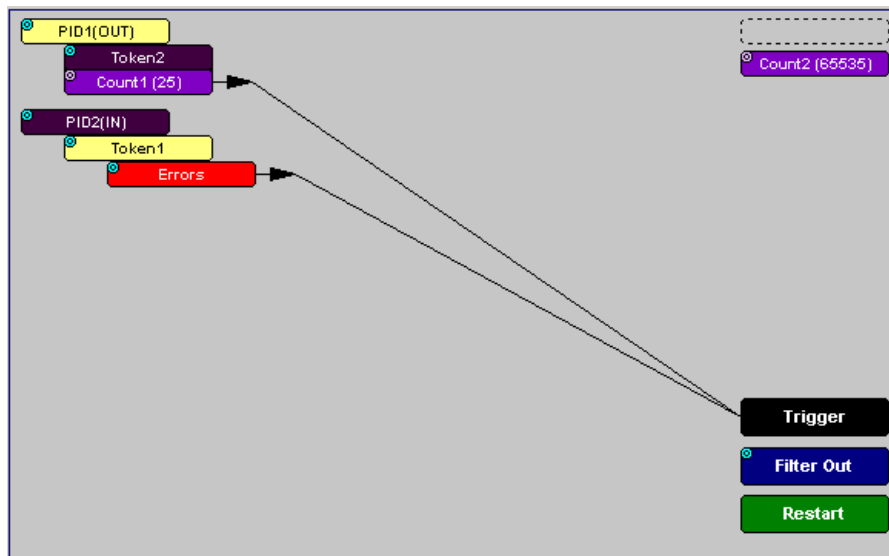 PID1(OUT)
Token2
Count1 (25)
PID2(IN)
Token1
Errors
Count2 (65535)
Trigger
Filter Out
Restart